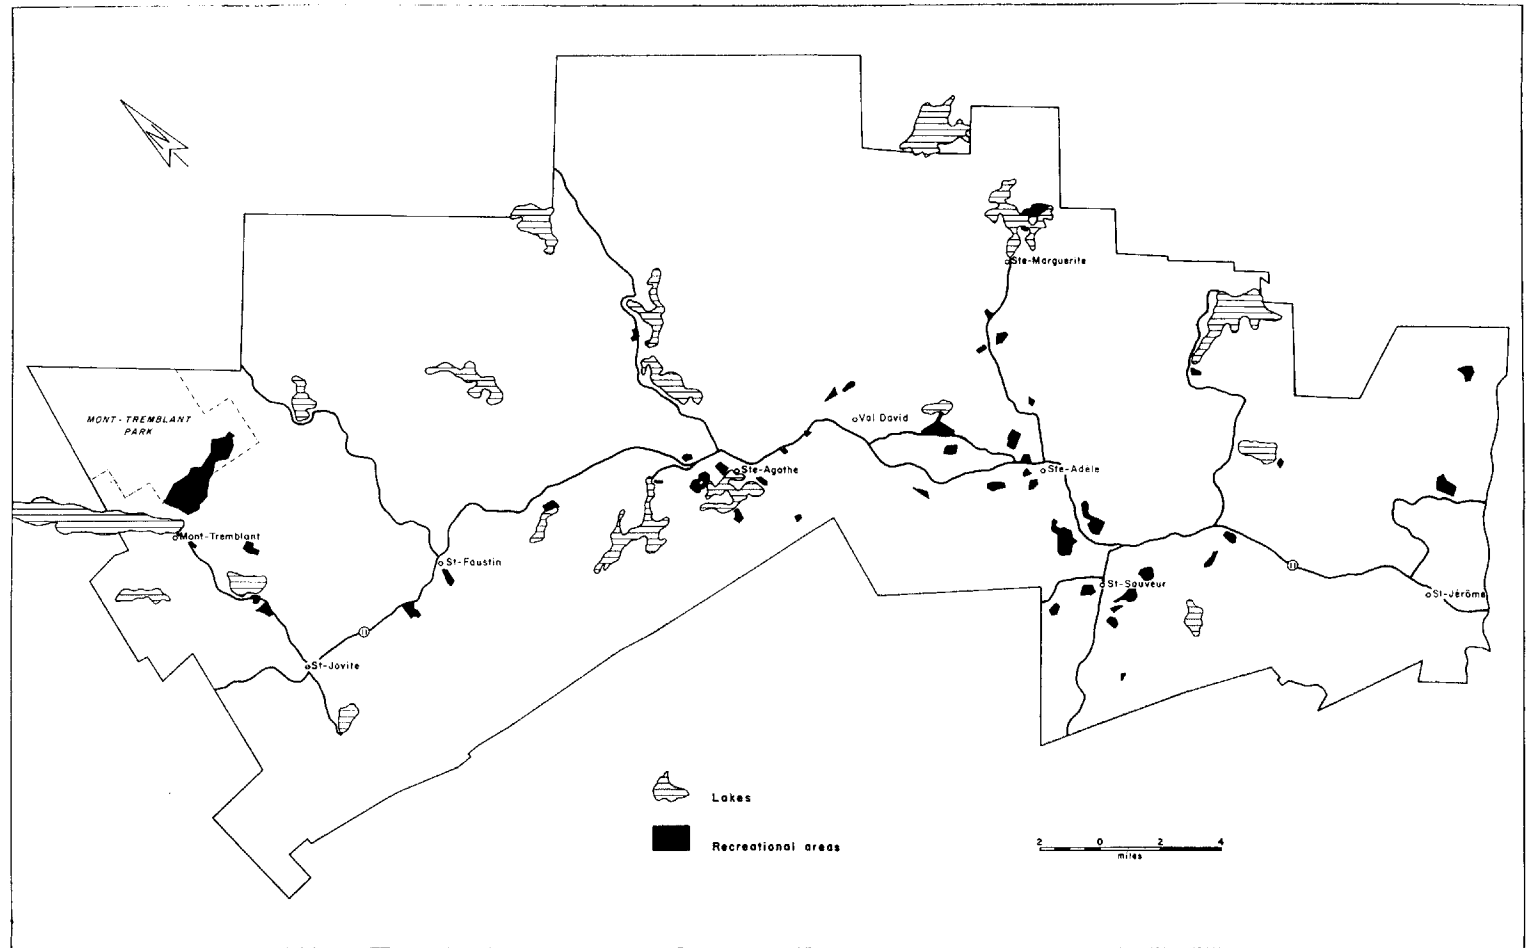 N
Ste-Marguerite
MONT-TREMBLANT
PARK
Val David
Ste-Agathe
Ste-Adèle
Mont-Tremblant
St-Faustin
11
St-Sauveur
St-Jérôme
11
St-Jovite
Lakes
Recreational areas
2 0 2 4
miles